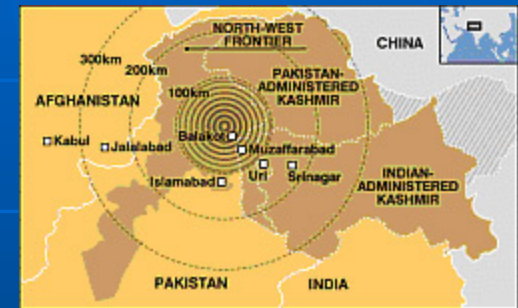 NORTH-WEST
FRONTIER
CHINA
300km
200km
PAKISTAN-
ADMINISTERED
KASHMIR
100km
AFGHANISTAN
Balakot
Kabul
Jalalabad
Muzaffarabad
Uri
Srinagar
Islamabad
INDIAN-
ADMINISTERED
KASHMIR
PAKISTAN
INDIA